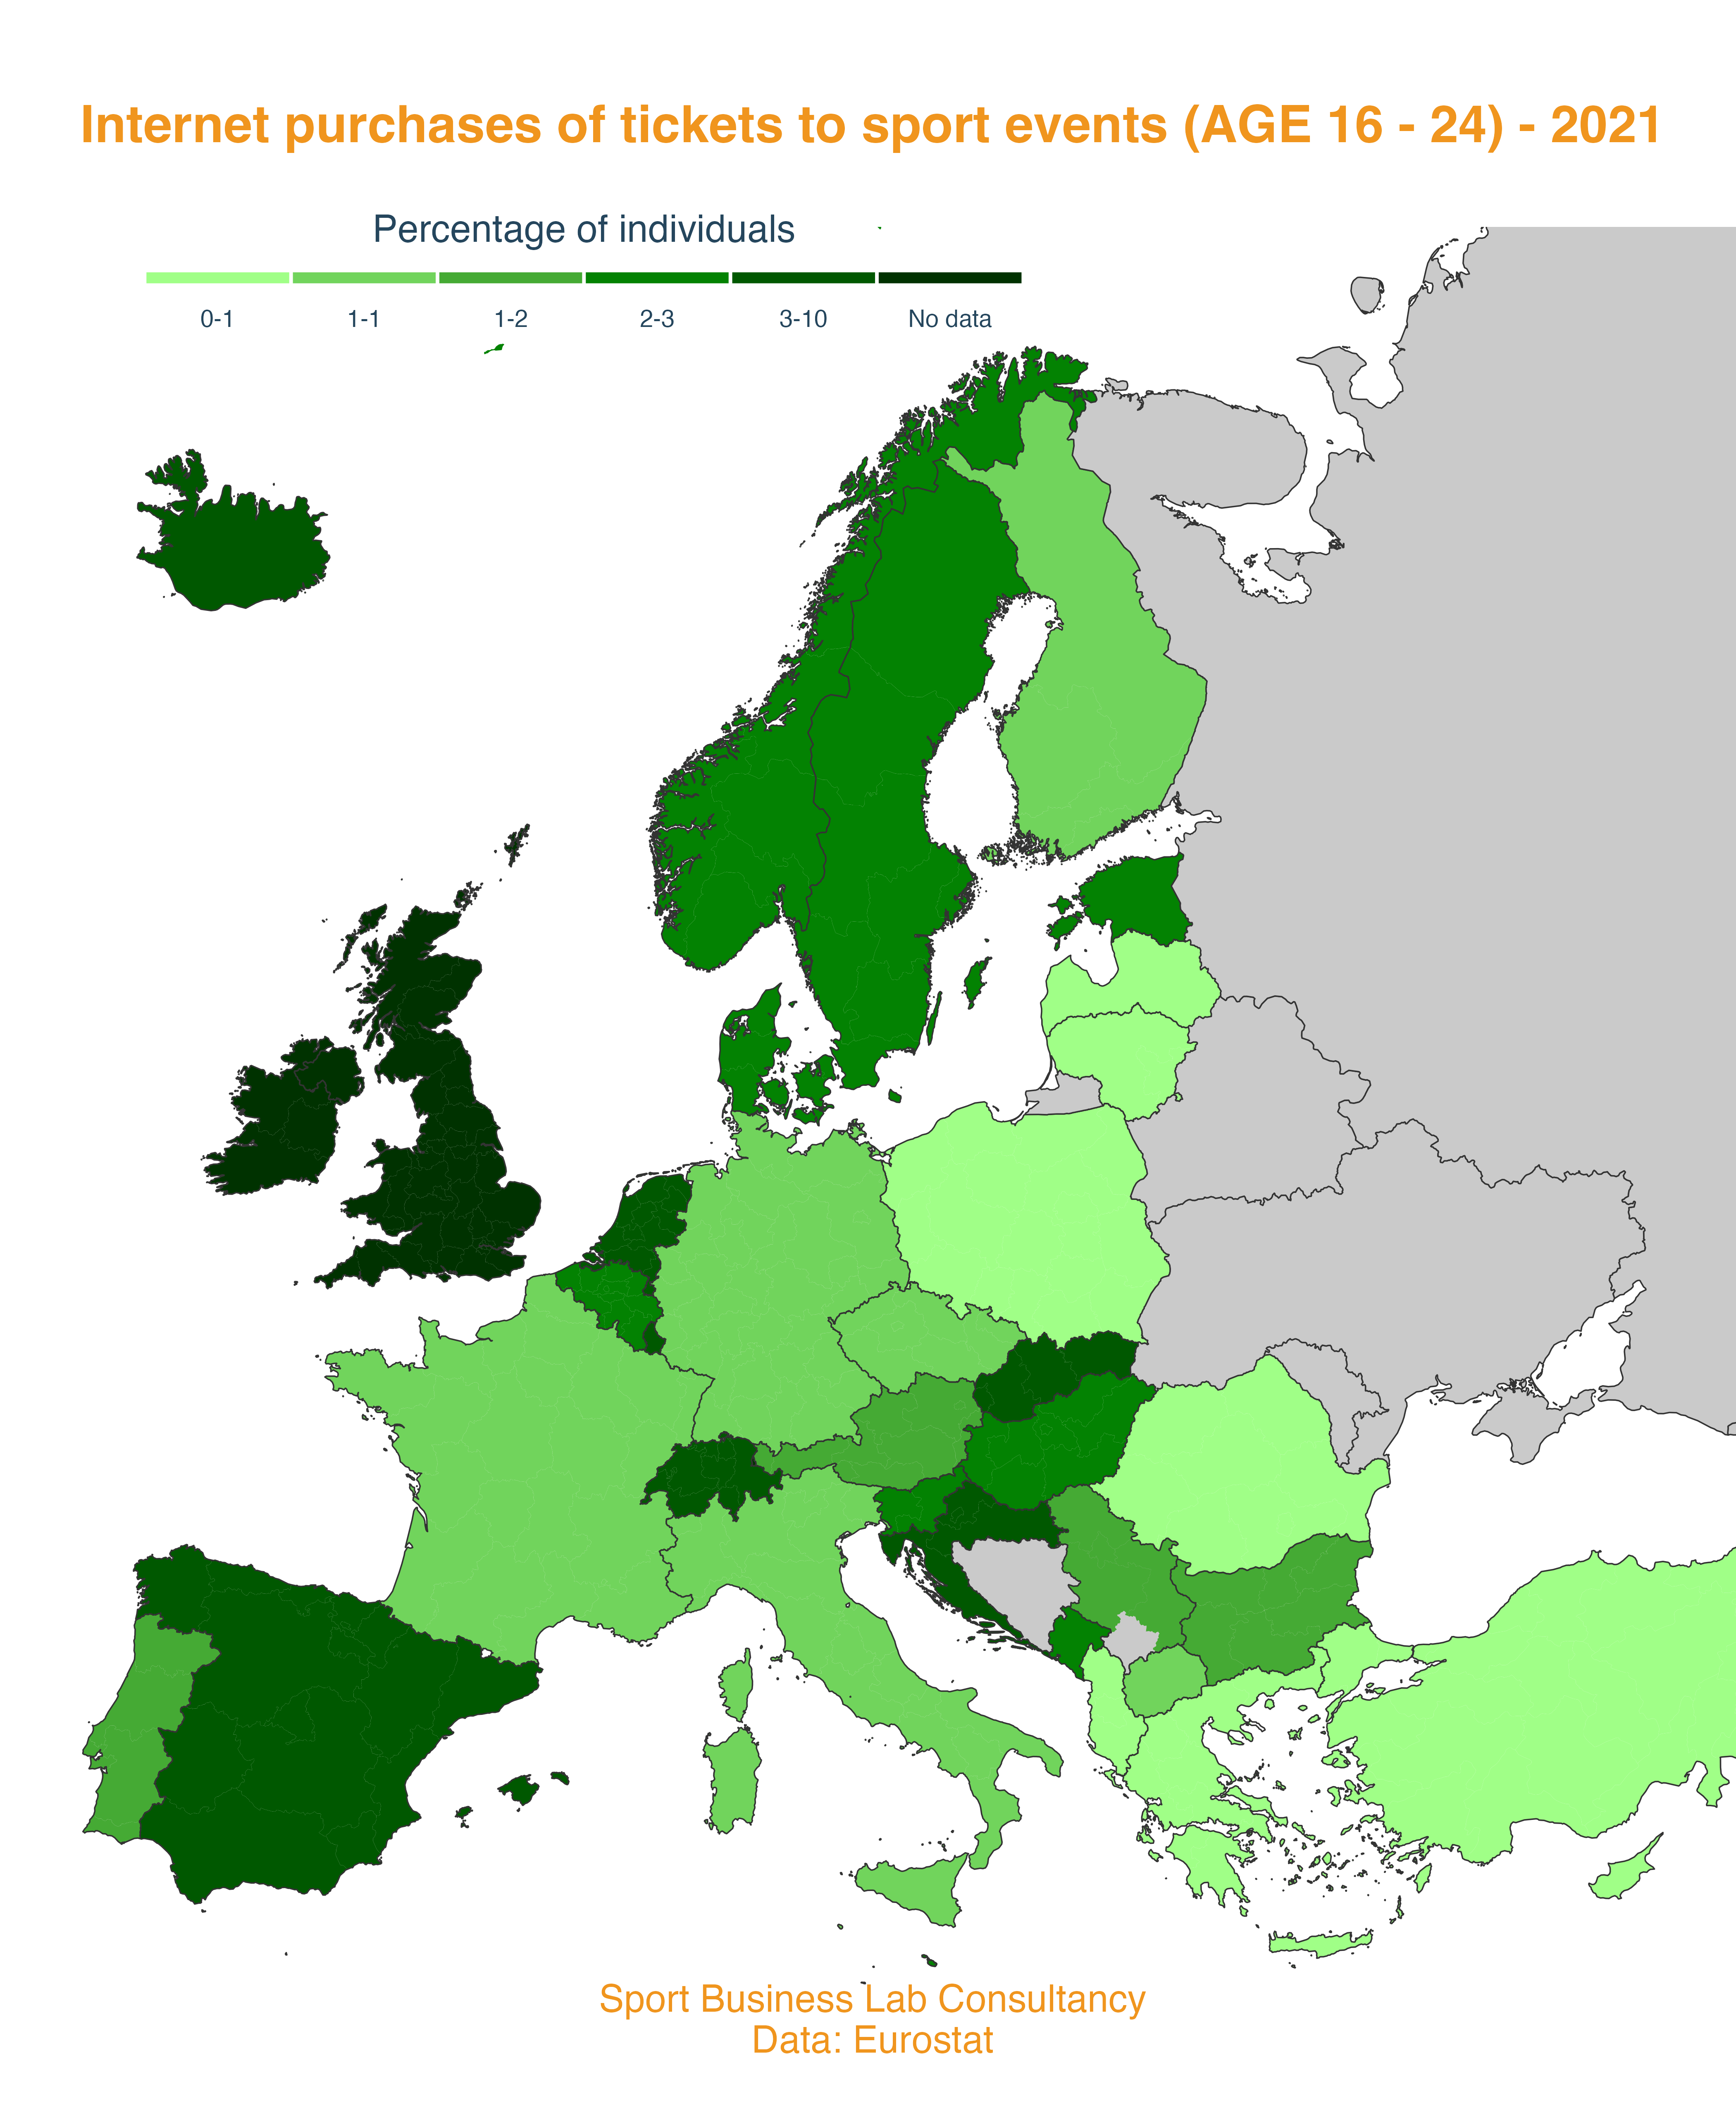 Internet purchases of tickets to sport events (AGE 16 - 24) - 2021
Percentage of individuals
0-1 1-1 1-2 2-3 3-10 No data
Sport Business Lab Consultancy
Data: Eurostat